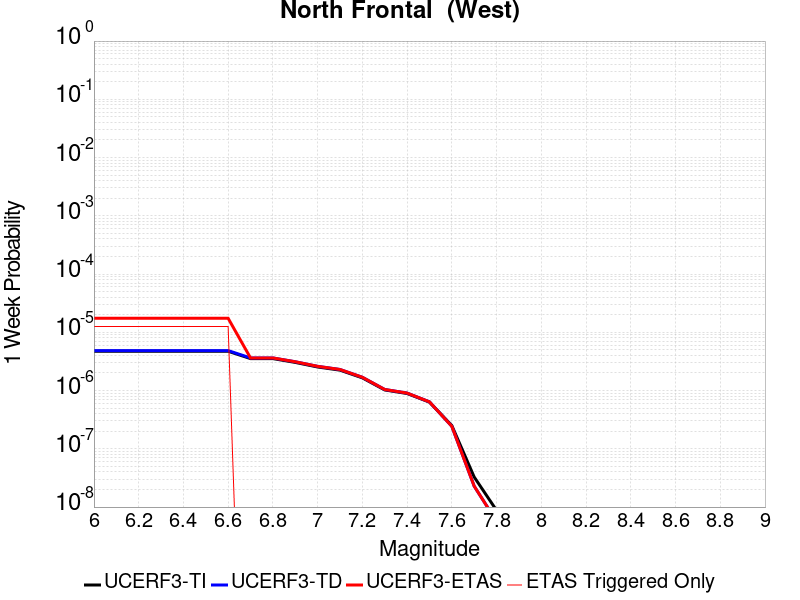 North Frontal  (West)
10^0
10^-1
10^-2
10^-3
10^-4
10^-5
10^-6
10^-7
10^-8
1 Week Probability
6 6.2 6.4 6.6 6.8 7 7.2 7.4 7.6 7.8 8 8.2 8.4 8.6 8.8 9
Magnitude
UCERF3-TI UCERF3-TD UCERF3-ETAS ETAS Triggered Only